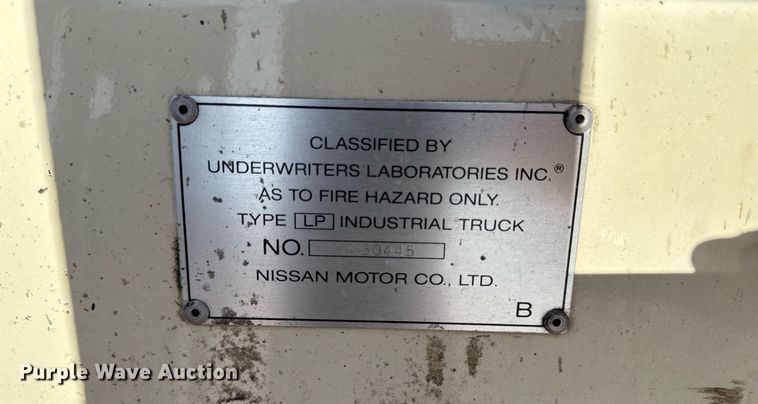 CLASSIFIED BY
UNDERWRITERS LABORATORIES INC.®
AS TO FIRE HAZARD ONLY.
TYPE LP INDUSTRIAL TRUCK
NO.
NISSAN MOTOR CO., LTD.
B
Purple Wave Auction